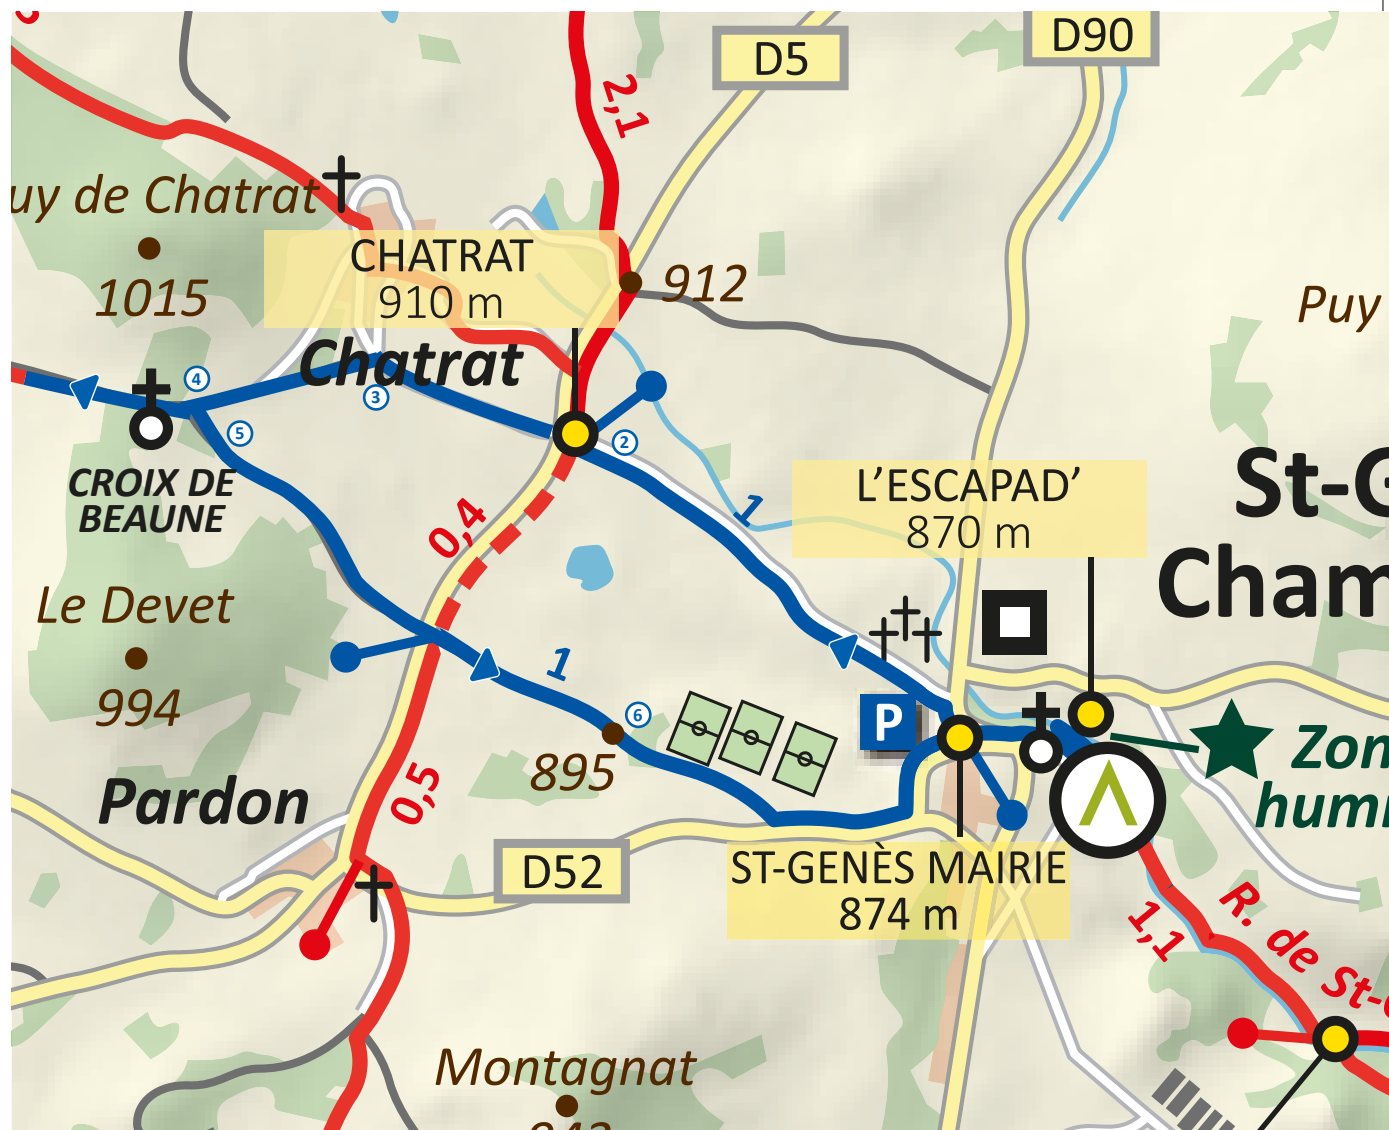 D5
D90
2,1
uy de Chatrat
1015
CHATRAT
910 m
912
Puy
Chatrat
4
3
5
2
CROIX DE
BEAUNE
0,4
1
L'ESCAPAD'
870 m
St-G
Cham
Le Devet
994
1
6
P
895
Zon
humi
Pardon
0,5
D52
ST-GENÈS MAIRIE
874 m
1,1
R. de St-
Montagnat